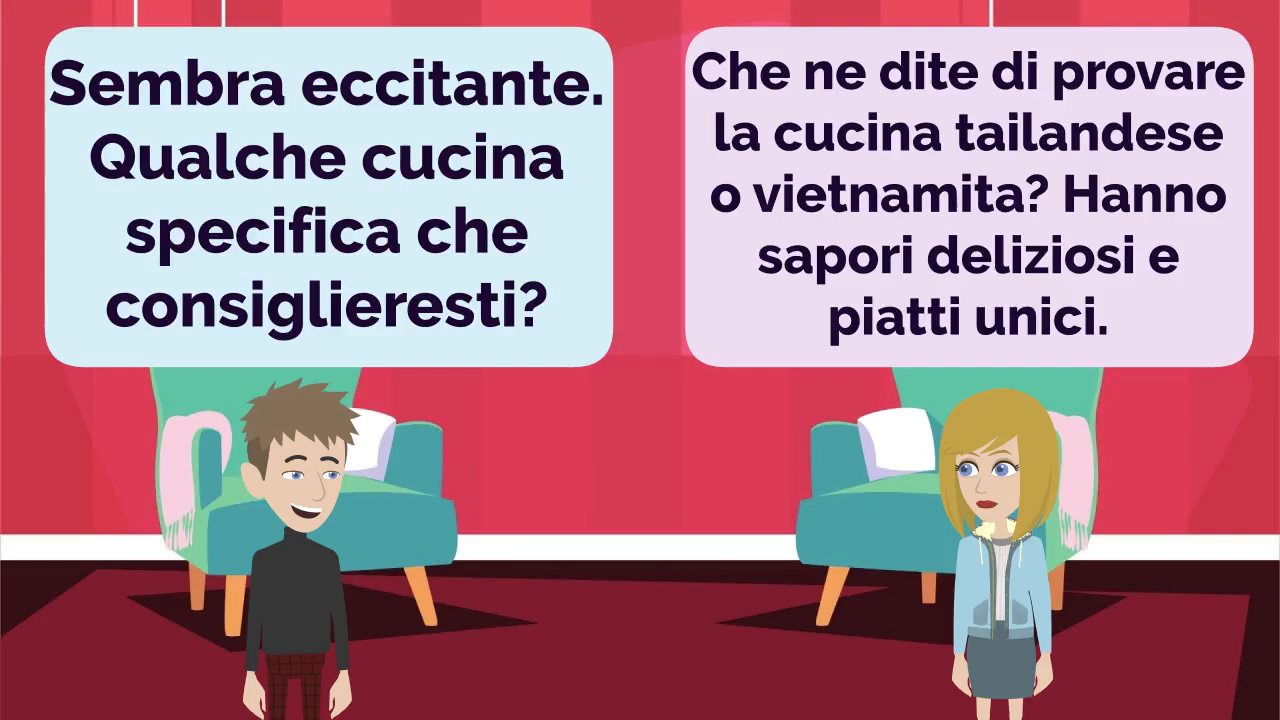 Sembra eccitante.
Qualche cucina
specifica che
consiglieresti?
Che ne dite di provare
la cucina tailandese
o vietnamita? Hanno
sapori deliziosi e
piatti unici.